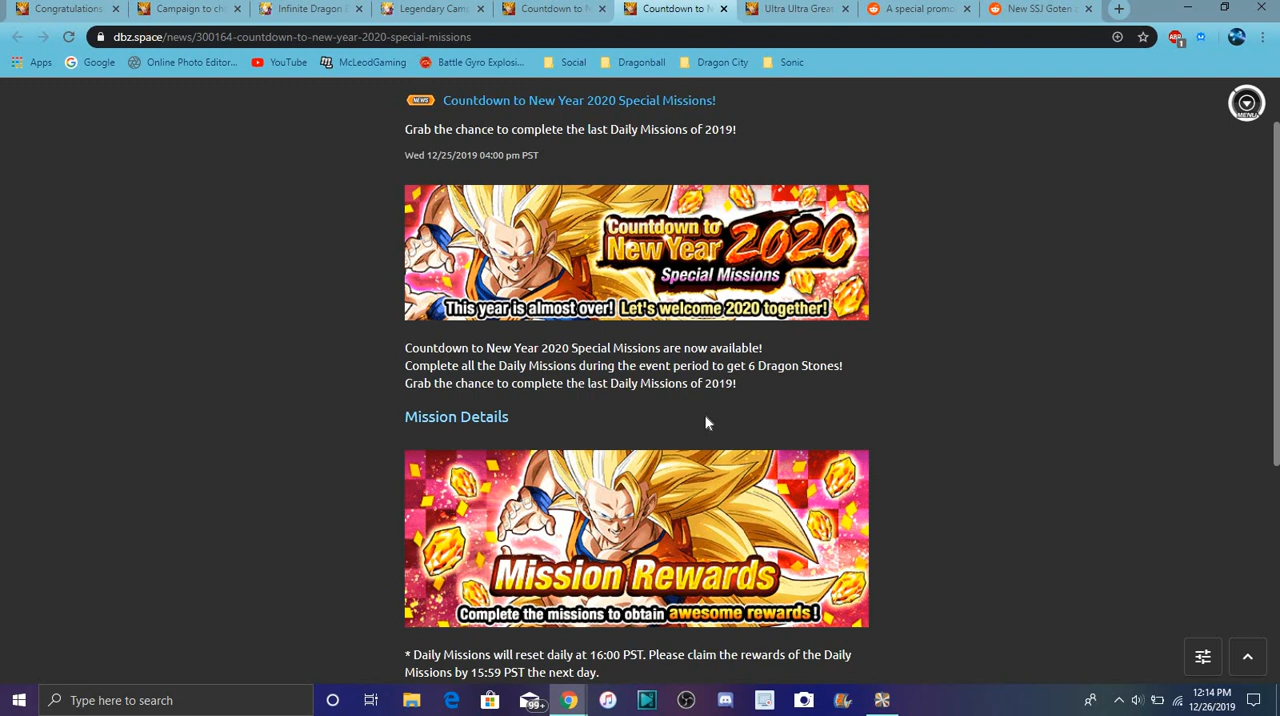 Congratulations
Campaign to ch
Infinite Dragon
Legendary Cam
Countdown to N
Countdown to N
Ultra Ultra Great
A special promo
New SSJ Goten
dbz.space/news/300164-countdown-to-new-year-2020-special-missions
1
Apps
Google
Online Photo Editor...
YouTube
McLeodGaming
Battle Gyro Explosi...
Social
Dragonball
Dragon City
Sonic
NEWS Countdown to New Year 2020 Special Missions!
MENU
Grab the chance to complete the last Daily Missions of 2019!
Wed 12/25/2019 04:00 pm PST
Countdown to
New Year 2020
Special Missions
This year is almost over! Let's welcome 2020 together!
Countdown to New Year 2020 Special Missions are now available!
Complete all the Daily Missions during the event period to get 6 Dragon Stones!
Grab the chance to complete the last Daily Missions of 2019!
Mission Details
Mission Rewards
Complete the missions to obtain awesome rewards!
* Daily Missions will reset daily at 16:00 PST. Please claim the rewards of the Daily
Missions by 15:59 PST the next day.
Type here to search
99+
12:14 PM
12/26/2019